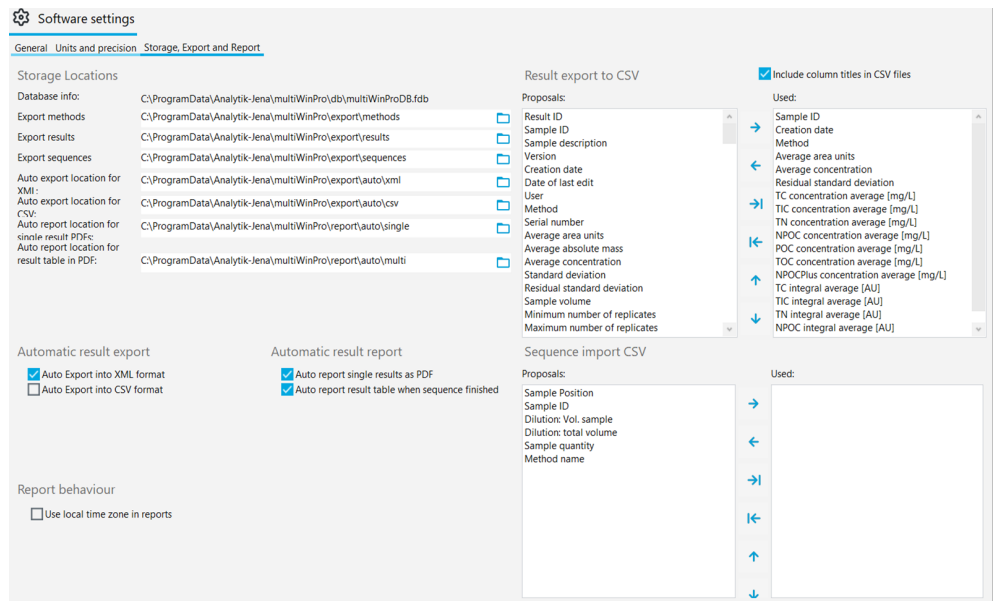 Software settings
General Units and precision Storage, Export and Report
Storage Locations
Database info: C:\ProgramData\Analytik-Jena\multiWinPro\db\multiWinProDB.fdb
Export methods C:\ProgramData\Analytik-Jena\multiWinPro\export\methods
Export results C:\ProgramData\Analytik-Jena\multiWinPro\export\results
Export sequences C:\ProgramData\Analytik-Jena\multiWinPro\export\sequences
Auto export location for
XML: C:\ProgramData\Analytik-Jena\multiWinPro\export\auto\xml
Auto export location for
CSV: C:\ProgramData\Analytik-Jena\multiWinPro\export\auto\csv
Auto report location for
single result PDFs: C:\ProgramData\Analytik-Jena\multiWinPro\report\auto\single
Auto report location for
result table in PDF: C:\ProgramData\Analytik-Jena\multiWinPro\report\auto\multi
Automatic result export
Auto Export into XML format
Auto Export into CSV format
Automatic result report
Auto report single results as PDF
Auto report result table when sequence finished
Report behaviour
Use local time zone in reports
Result export to CSV
Include column titles in CSV files
Proposals:
Result ID
Sample ID
Sample description
Version
Creation date
Date of last edit
User
Method
Serial number
Average area units
Average absolute mass
Average concentration
Standard deviation
Residual standard deviation
Sample volume
Minimum number of replicates
Maximum number of replicates
Used:
Sample ID
Creation date
Method
Average area units
Average concentration
Residual standard deviation
TC concentration average [mg/L]
TIC concentration average [mg/L]
TN concentration average [mg/L]
NPOC concentration average [mg/L]
POC concentration average [mg/L]
TOC concentration average [mg/L]
NPOCPlus concentration average [mg/L]
TC integral average [AU]
TIC integral average [AU]
TN integral average [AU]
NPOC integral average [AU]
Sequence import CSV
Proposals:
Sample Position
Sample ID
Dilution: Vol. sample
Dilution: total volume
Sample quantity
Method name
Used: